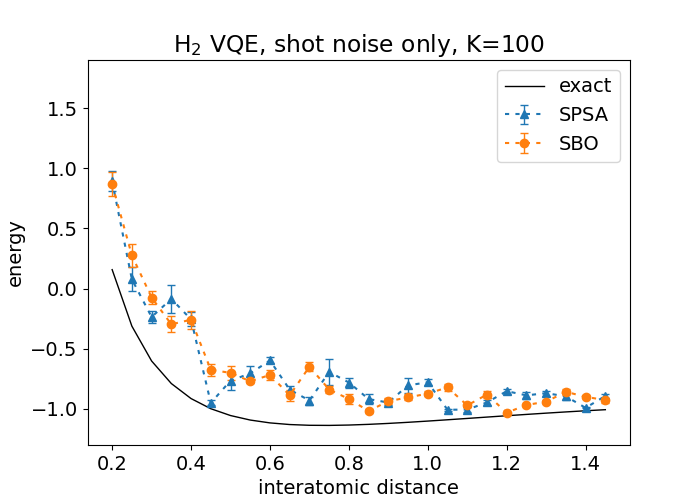 H₂ VQE, shot noise only, K=100
exact
SPSA
SBO
energy
1.5
1.0
0.5
0.0
−0.5
−1.0
0.2 0.4 0.6 0.8 1.0 1.2 1.4
interatomic distance